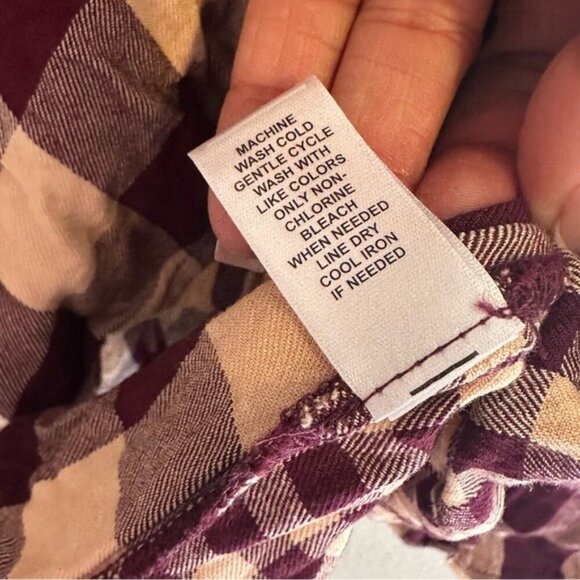 MACHINE
WASH COLD
GENTLE CYCLE
WASH WITH
LIKE COLORS
ONLY NON-
CHLORINE
BLEACH
WHEN NEEDED
LINE DRY
COOL IRON
IF NEEDED